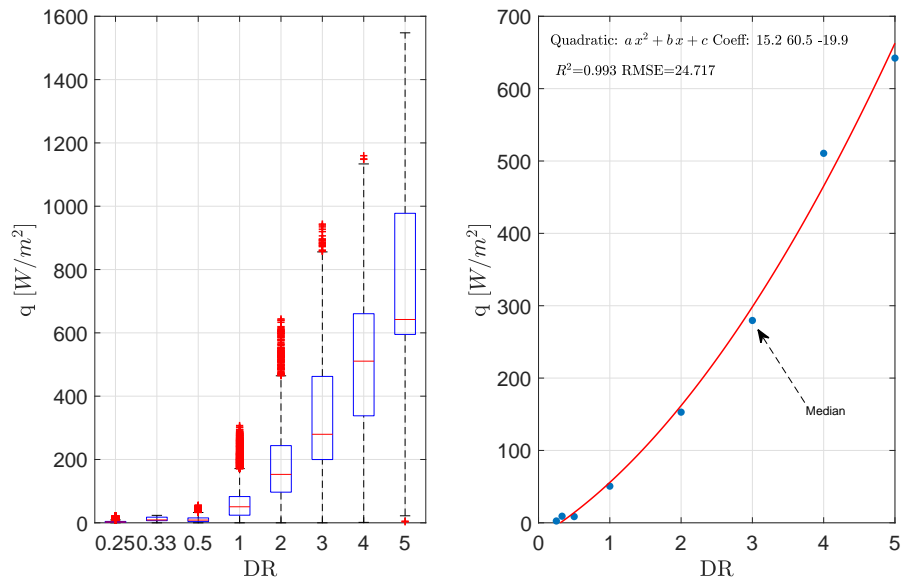 1600
1400
1200
1000
800
600
400
200
0
q [W/m²]
0.25 0.33 0.5 1 2 3 4 5
DR
700
600
500
400
300
200
100
0
q [W/m²]
Quadratic: a x² + b x + c Coeff: 15.2 60.5 -19.9
R²=0.993 RMSE=24.717
Median
0 1 2 3 4 5
DR